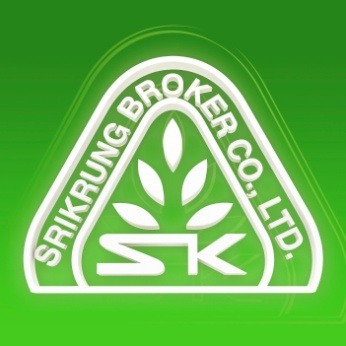 SRIKRUNG BROKER CO., LTD.
SK